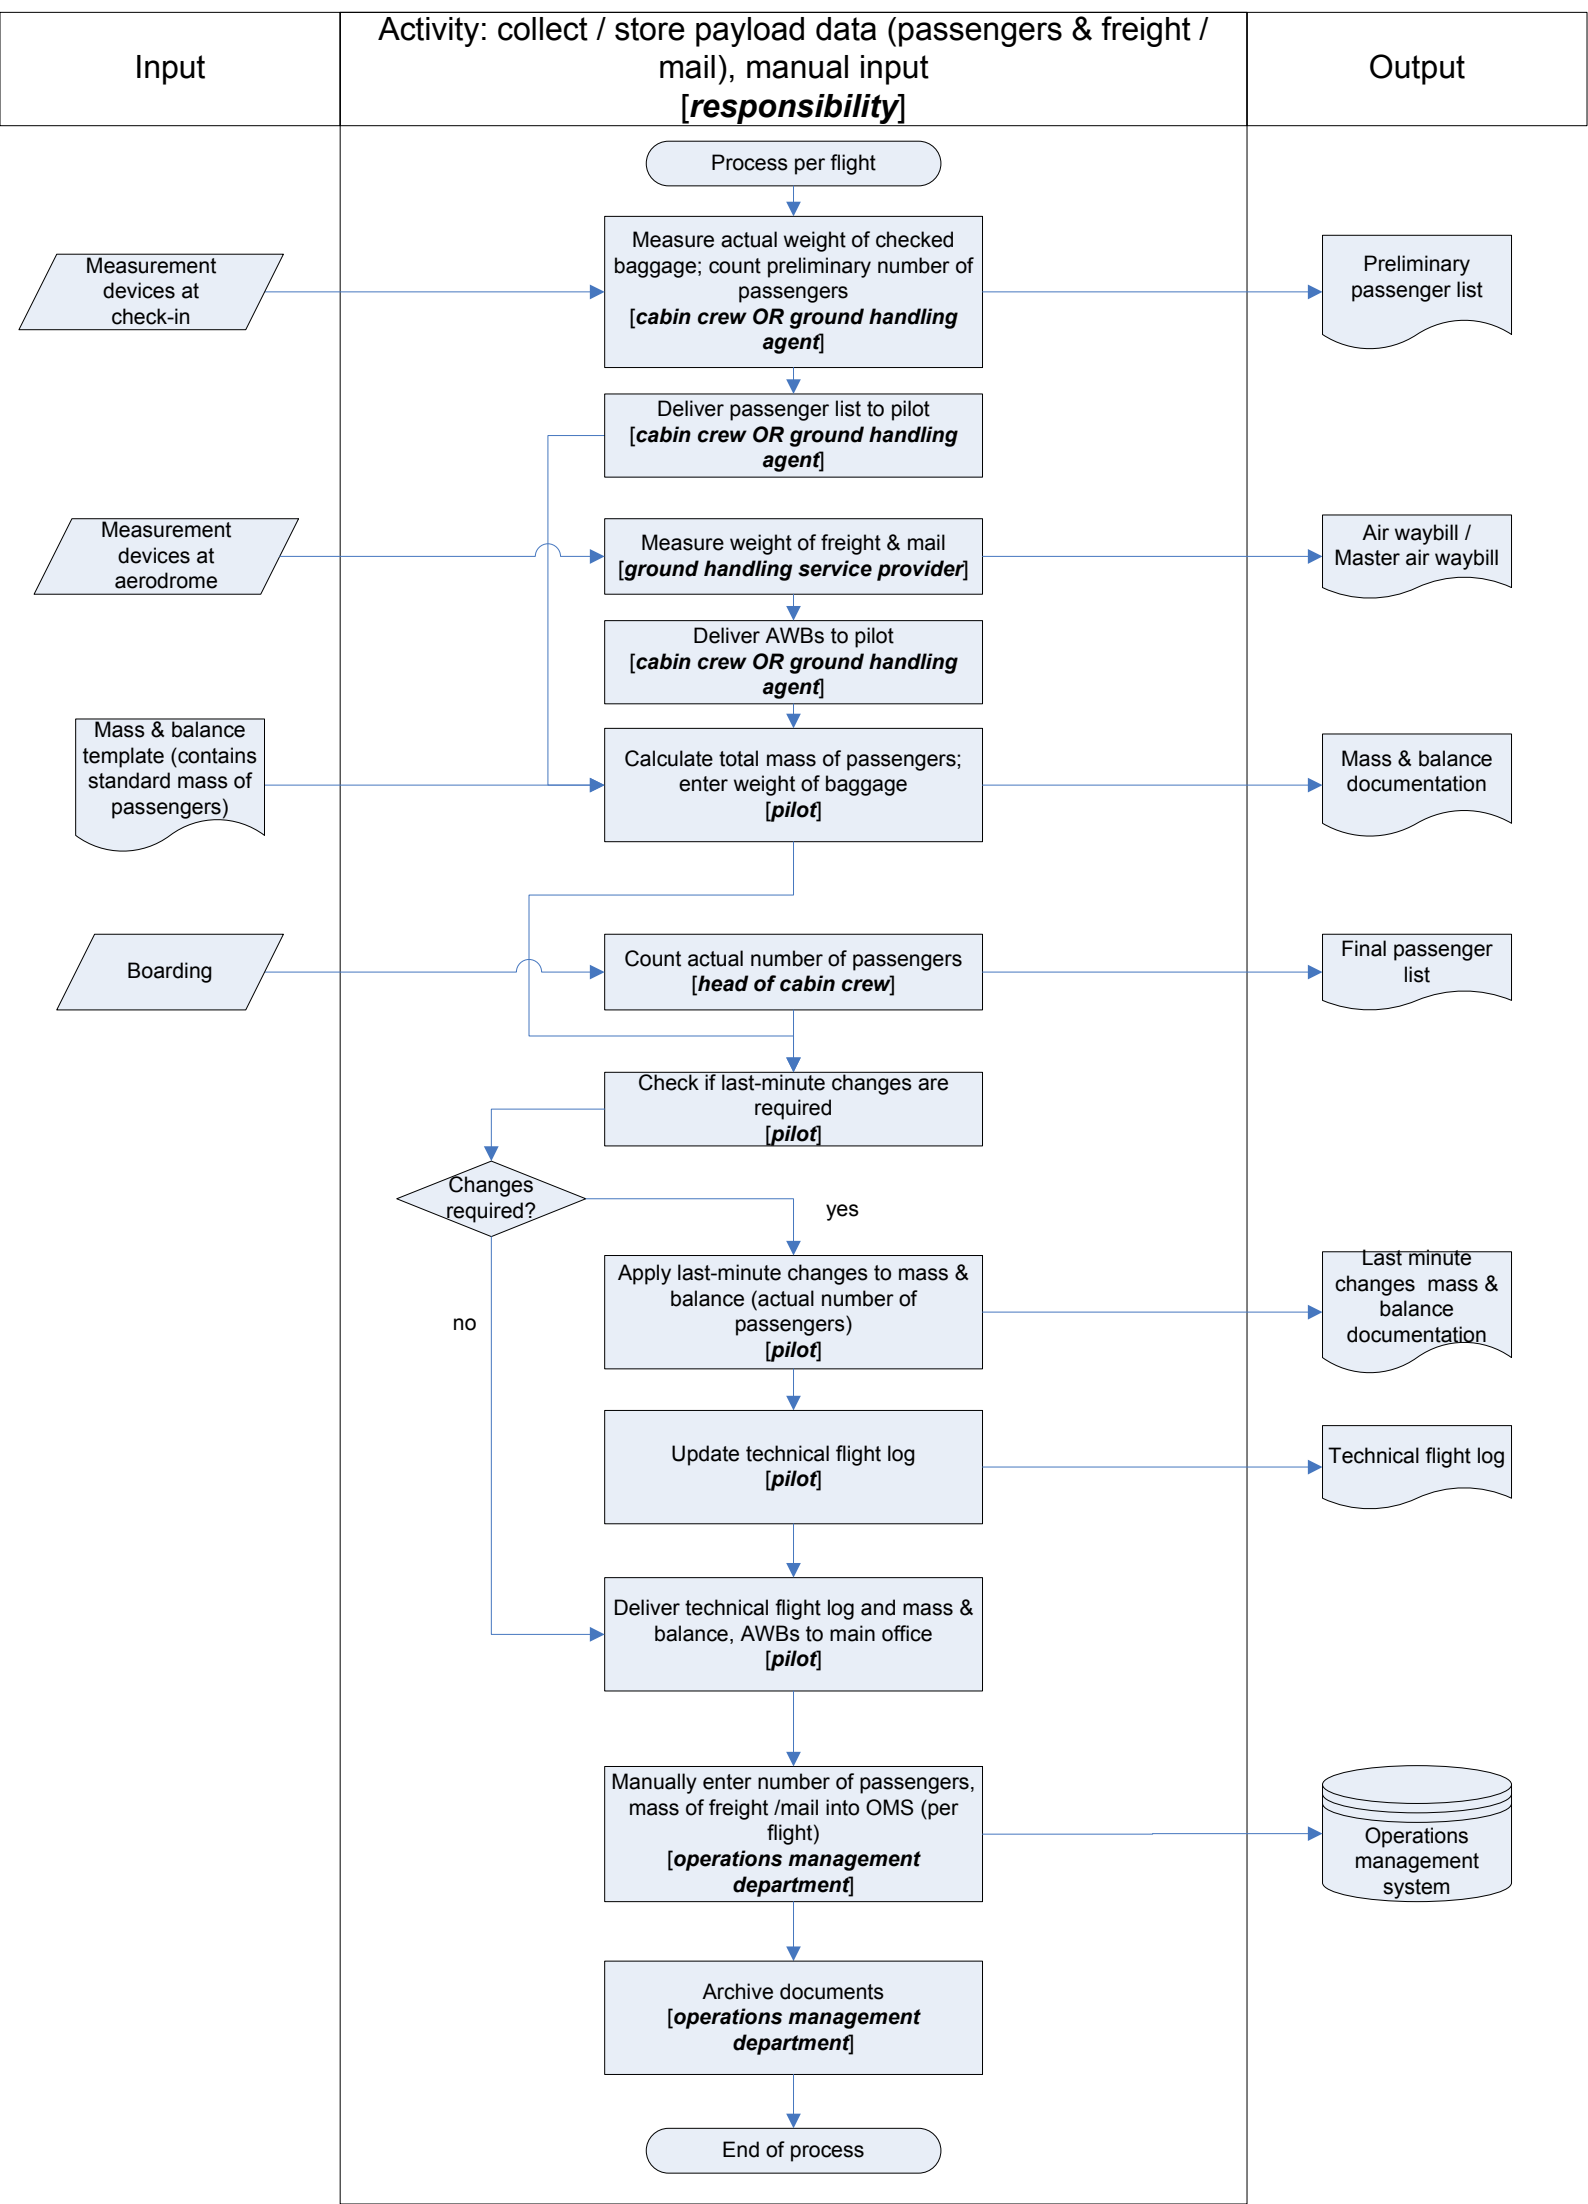 Input
Activity: collect / store payload data (passengers & freight /
mail), manual input
[responsibility]
Output
Process per flight
Measurement
devices at
check-in
Measure actual weight of checked
baggage; count preliminary number of
passengers
[cabin crew OR ground handling
agent]
Preliminary
passenger list
Deliver passenger list to pilot
[cabin crew OR ground handling
agent]
Measurement
devices at
aerodrome
Measure weight of freight & mail
[ground handling service provider]
Air waybill /
Master air waybill
Deliver AWBs to pilot
[cabin crew OR ground handling
agent]
Mass & balance
template (contains
standard mass of
passengers)
Calculate total mass of passengers;
enter weight of baggage
[pilot]
Mass & balance
documentation
Boarding
Count actual number of passengers
[head of cabin crew]
Final passenger
list
Check if last-minute changes are
required
[pilot]
Changes
required?
yes
no
Apply last-minute changes to mass &
balance (actual number of
passengers)
[pilot]
Last minute
changes  mass &
balance
documentation
Update technical flight log
[pilot]
Technical flight log
Deliver technical flight log and mass &
balance, AWBs to main office
[pilot]
Manually enter number of passengers,
mass of freight /mail into OMS (per
flight)
[operations management
department]
Operations
management
system
Archive documents
[operations management
department]
End of process